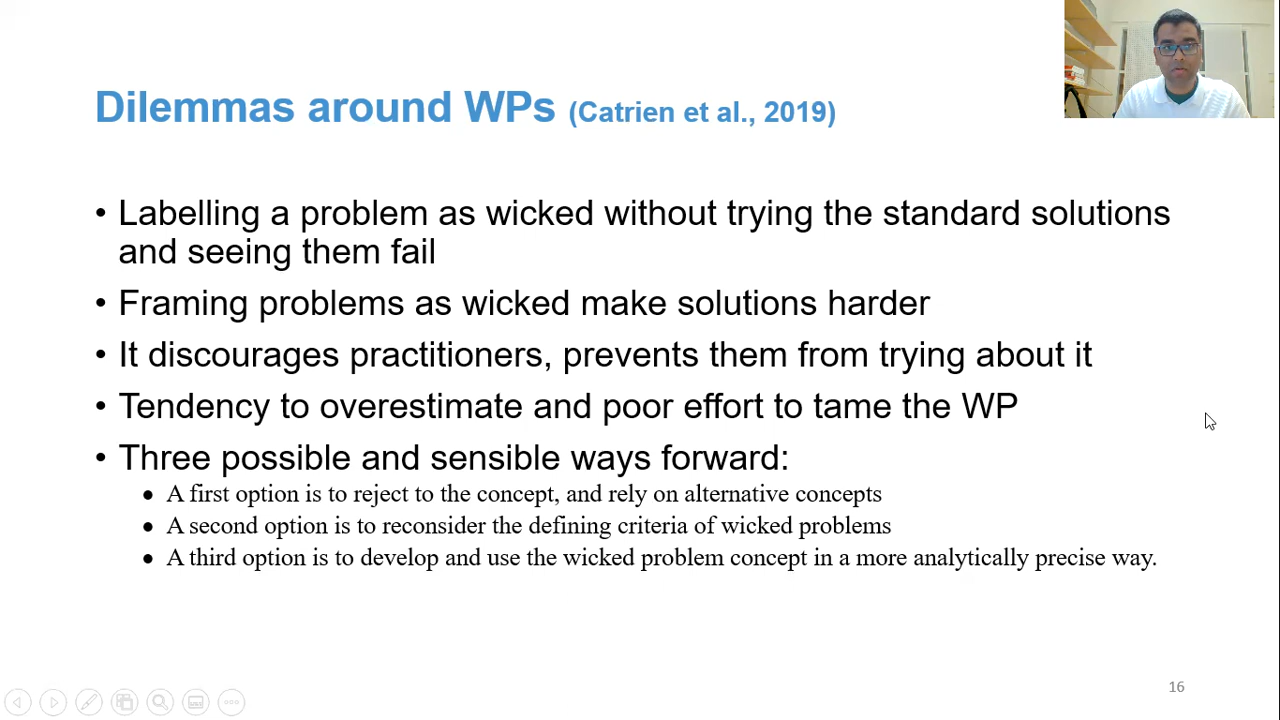 Dilemmas around WPs (Catrien et al., 2019)
• Labelling a problem as wicked without trying the standard solutions
and seeing them fail
• Framing problems as wicked make solutions harder
• It discourages practitioners, prevents them from trying about it
• Tendency to overestimate and poor effort to tame the WP
• Three possible and sensible ways forward:
• A first option is to reject to the concept, and rely on alternative concepts
• A second option is to reconsider the defining criteria of wicked problems
• A third option is to develop and use the wicked problem concept in a more analytically precise way.
16